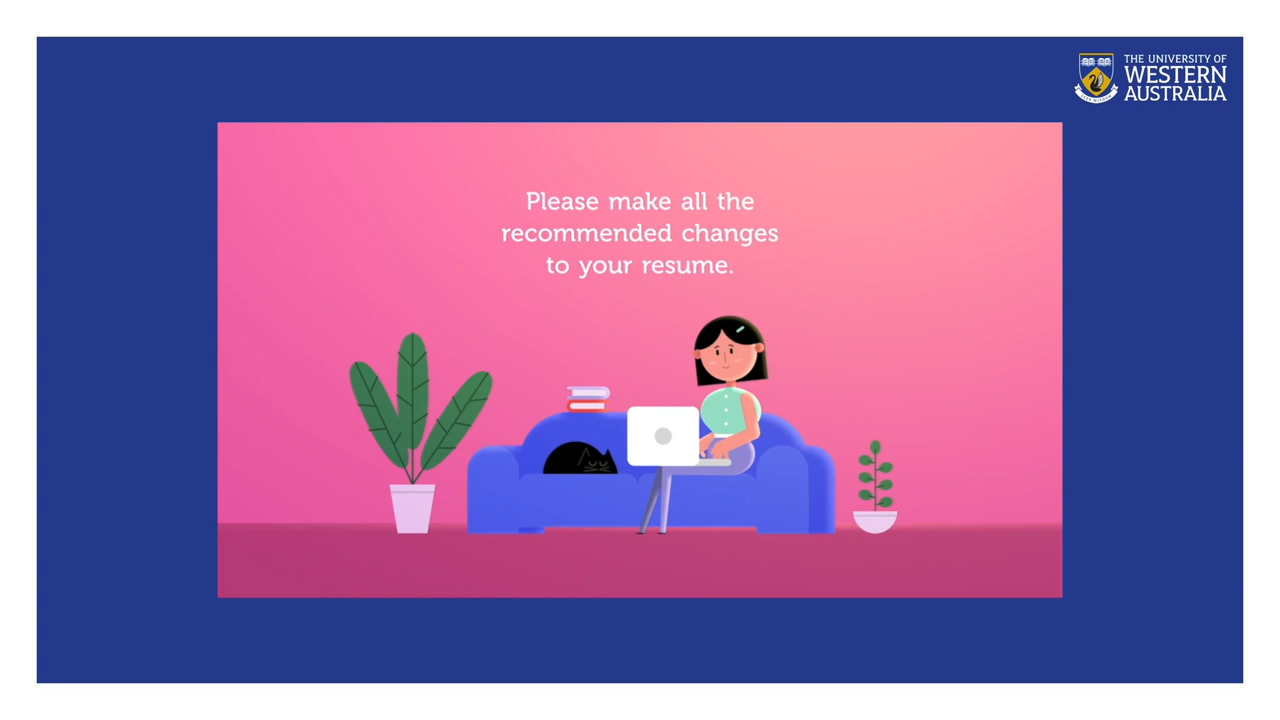 THE UNIVERSITY OF
WESTERN
AUSTRALIA
Please make all the
recommended changes
to your resume.